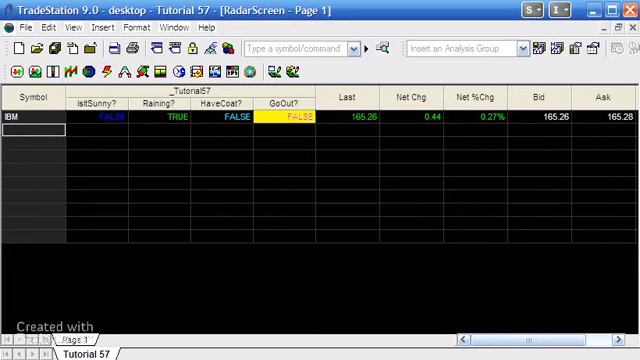 TradeStation 9.0 - desktop - Tutorial 57 - [RadarScreen - Page 1]
S
I
File Edit View Insert Format Window Help
Type a symbol/command
Insert an Analysis Group
Symbol _Tutorial57 Last Net Chg Net %Chg Bid Ask
IsItSunny? Raining? HaveCoat? GoOut?
IBM FALSE TRUE FALSE FALSE 165.26 0.44 0.27% 165.26 165.28
Created with
Page 1
Tutorial 57